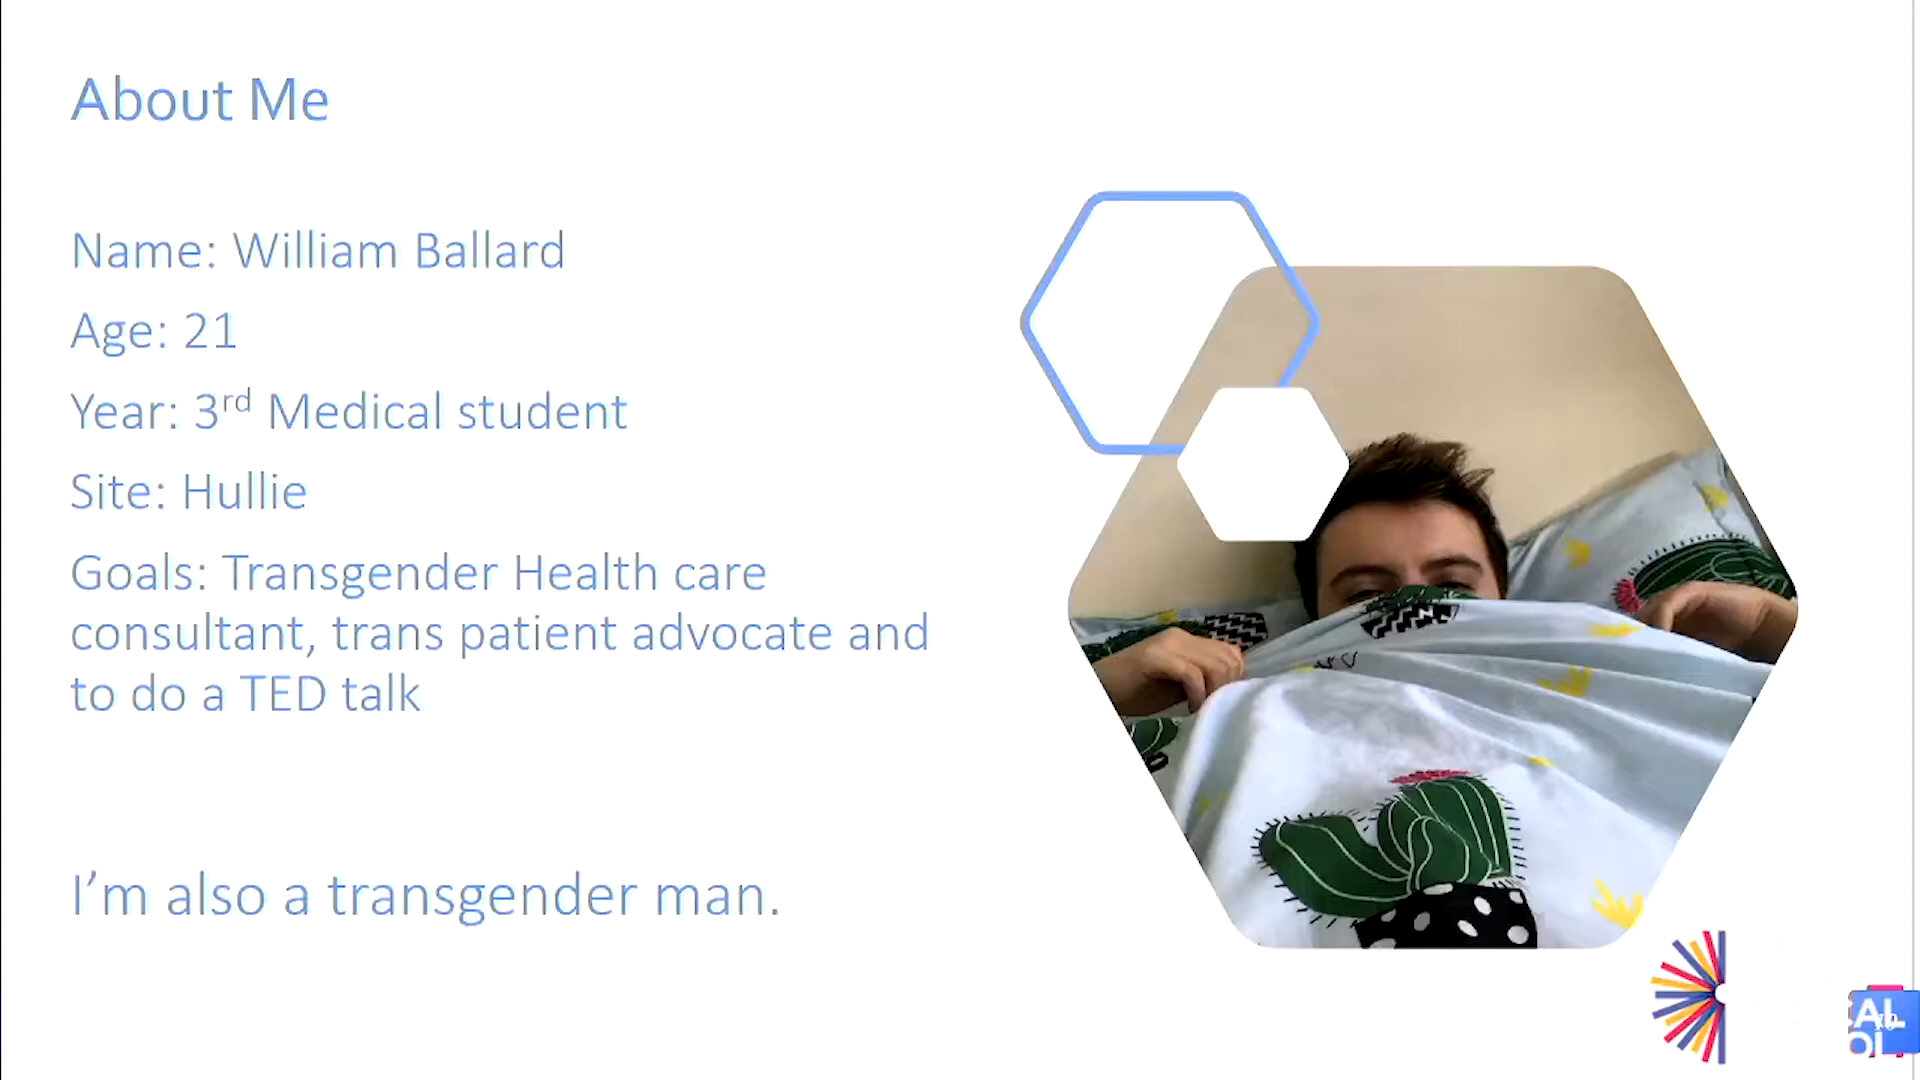 About Me
Name: William Ballard
Age: 21
Year: 3rd Medical student
Site: Hullie
Goals: Transgender Health care
consultant, trans patient advocate and
to do a TED talk
I’m also a transgender man.